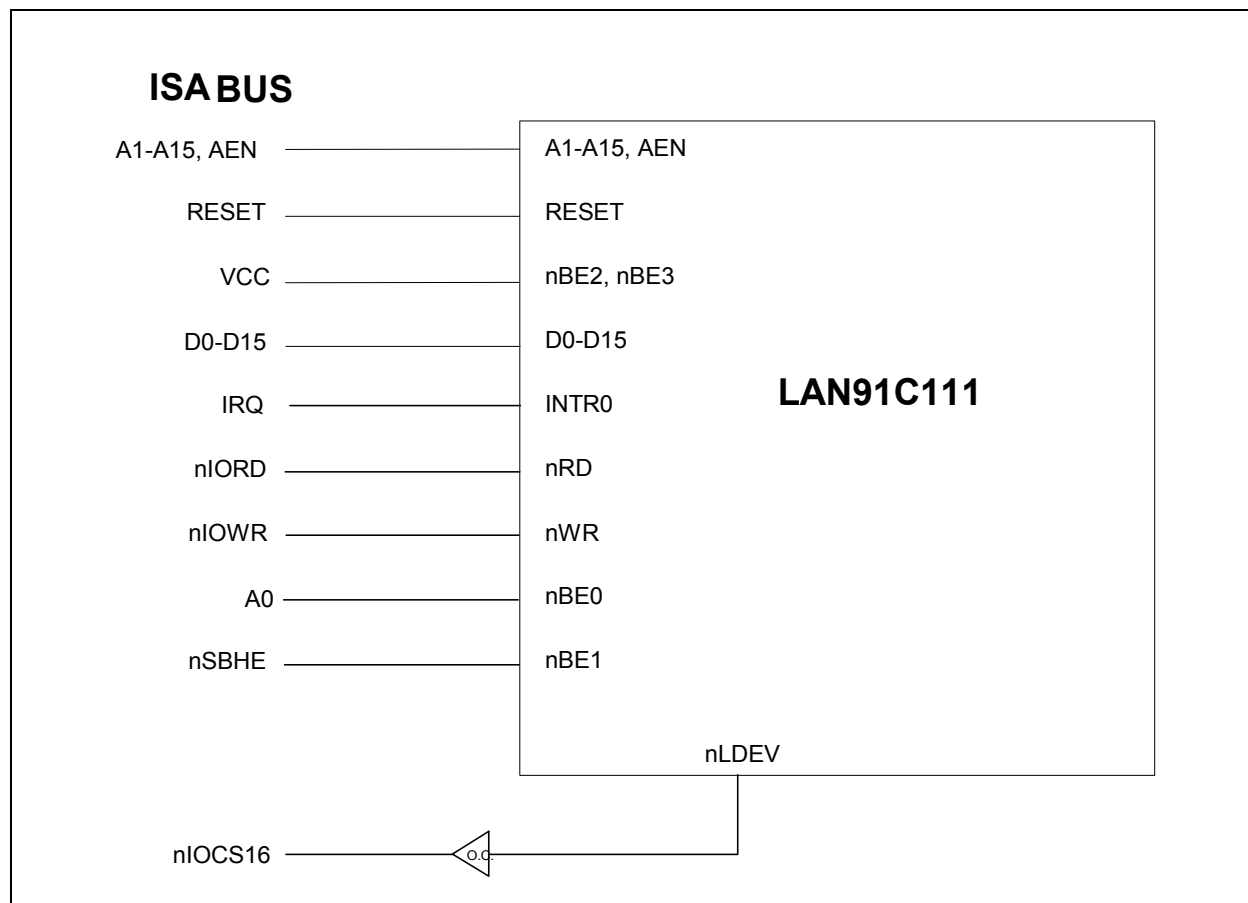 ISA BUS
A1-A15, AEN A1-A15, AEN
RESET RESET
VCC nBE2, nBE3
D0-D15 D0-D15
IRQ INTR0
LAN91C111
nIORD nRD
nIOWR nWR
A0 nBE0
nSBHE nBE1
nLDEV
nIOCS16 O.C.